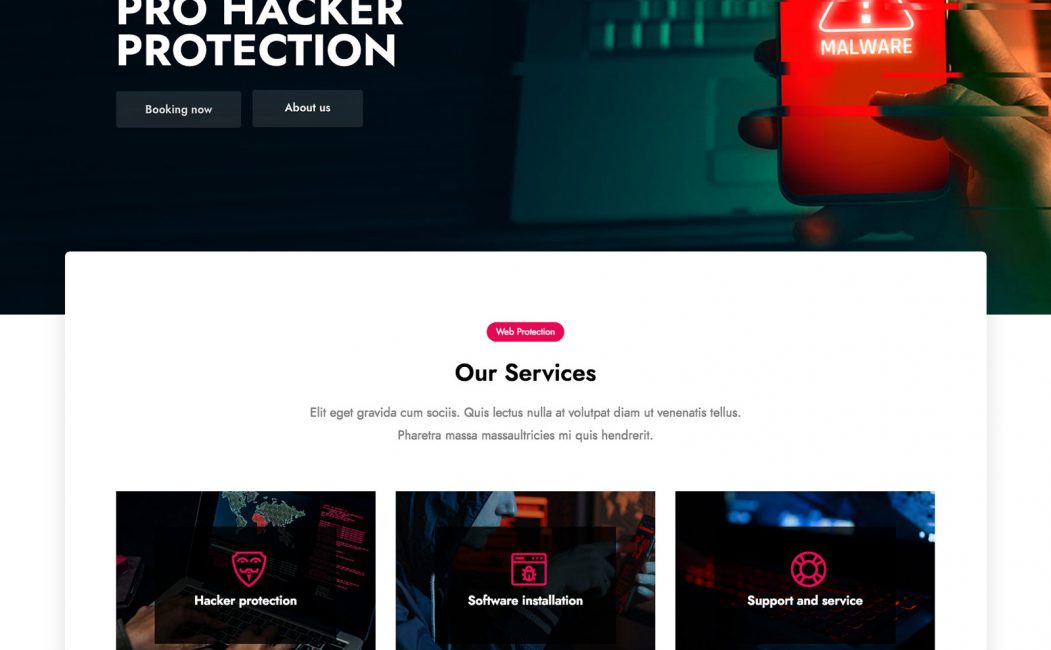 PRO HACKER
PROTECTION
Booking now
About us
MALWARE
Web Protection
Our Services
Elit eget gravida cum sociis. Quis lectus nulla at volutpat diam ut venenatis tellus.
Pharetra massa massaultricies mi quis hendrerit.
Hacker protection
Software installation
Support and service